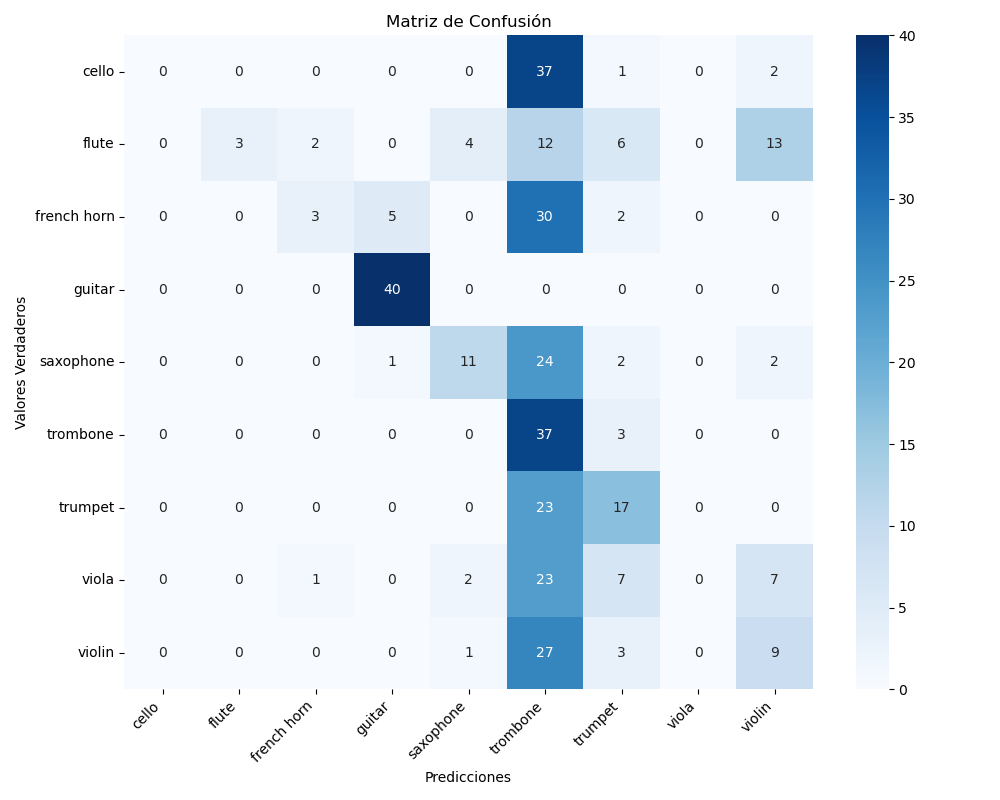 Matriz de Confusión
Valores Verdaderos
cello 0 0 0 0 0 37 1 0 2
flute 0 3 2 0 4 12 6 0 13
french horn 0 0 3 5 0 30 2 0 0
guitar 0 0 0 40 0 0 0 0 0
saxophone 0 0 0 1 11 24 2 0 2
trombone 0 0 0 0 0 37 3 0 0
trumpet 0 0 0 0 0 23 17 0 0
viola 0 0 1 0 2 23 7 0 7
violin 0 0 0 0 1 27 3 0 9
cello flute french horn guitar saxophone trombone trumpet viola violin
Predicciones
40
35
30
25
20
15
10
5
0